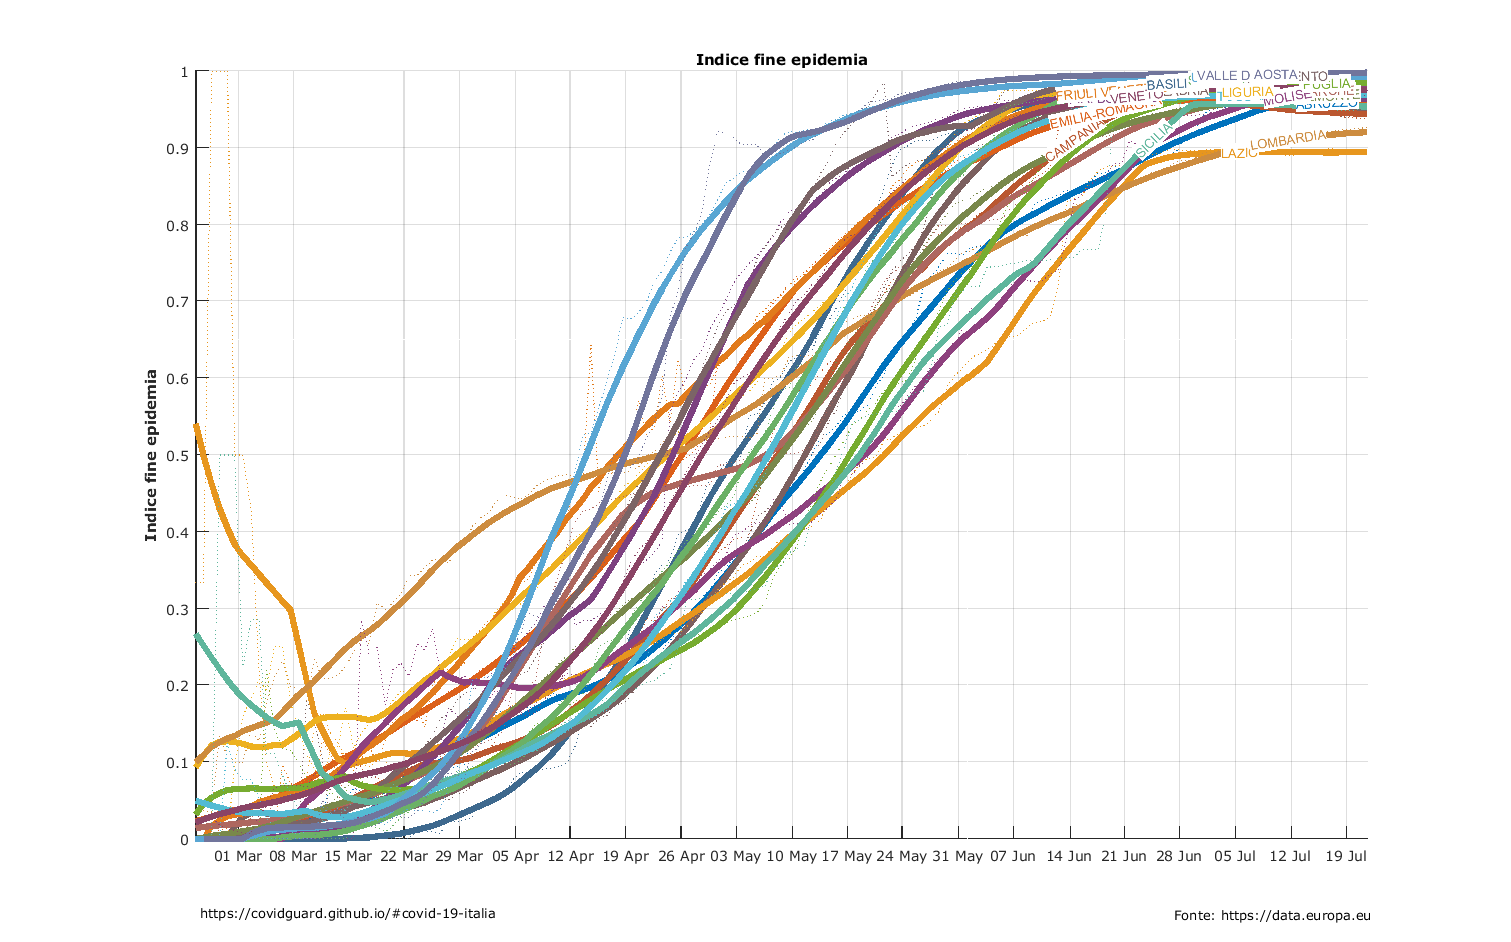 Indice fine epidemia
Indice fine epidemia
1
0.9
0.8
0.7
0.6
0.5
0.4
0.3
0.2
0.1
0
VALLE D AOSTA
BASILI
PUGLIA
FRIULI VENE
VENETO
LIGURIA
MOLISE
ABRUZZO
EMILIA-ROMAGNA
CAMPANIA
SICILIA
LOMBARDIA
LAZIO
01 Mar 08 Mar 15 Mar 22 Mar 29 Mar 05 Apr 12 Apr 19 Apr 26 Apr 03 May 10 May 17 May 24 May 31 May 07 Jun 14 Jun 21 Jun 28 Jun 05 Jul 12 Jul 19 Jul
https://covidguard.github.io/#covid-19-italia
Fonte: https://data.europa.eu